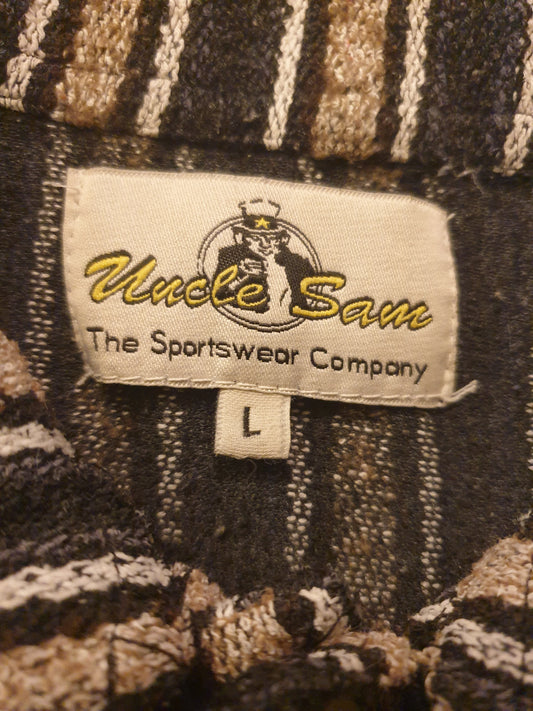 Uncle Sam
The Sportswear Company
L